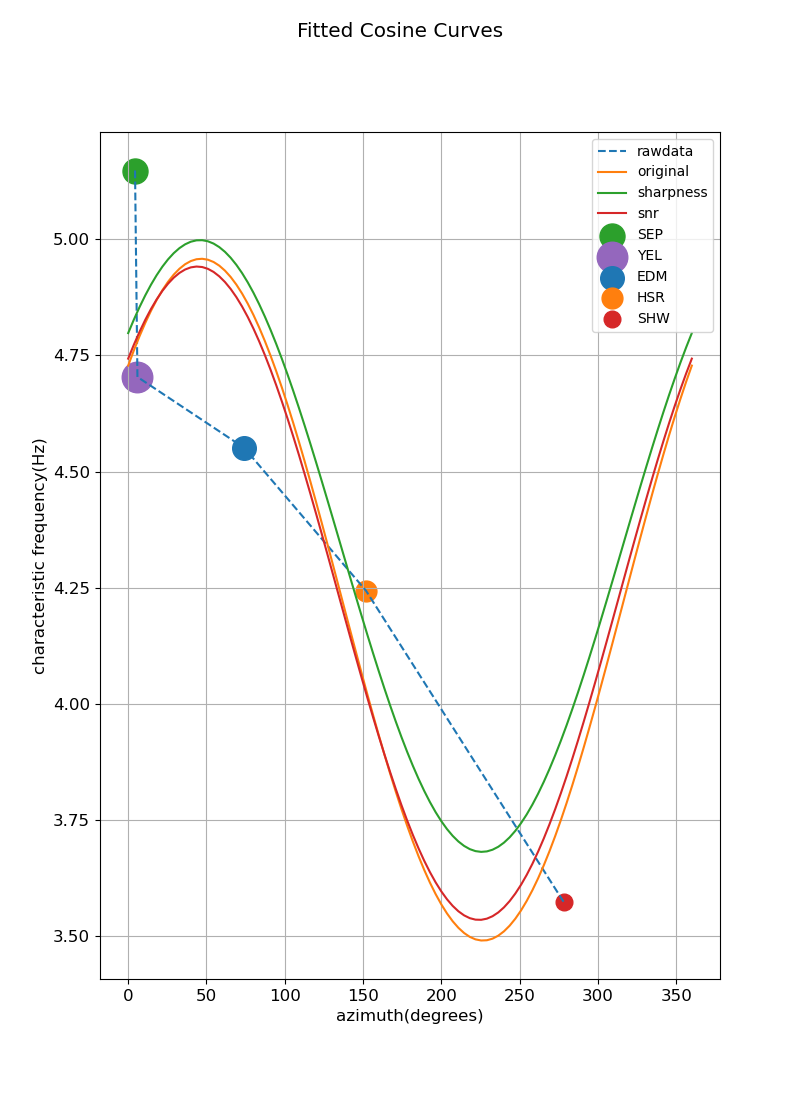 Fitted Cosine Curves
rawdata
original
sharpness
snr
SEP
YEL
EDM
HSR
SHW
5.00
4.75
4.50
4.25
4.00
3.75
3.50
characteristic frequency(Hz)
0 50 100 150 200 250 300 350
azimuth(degrees)